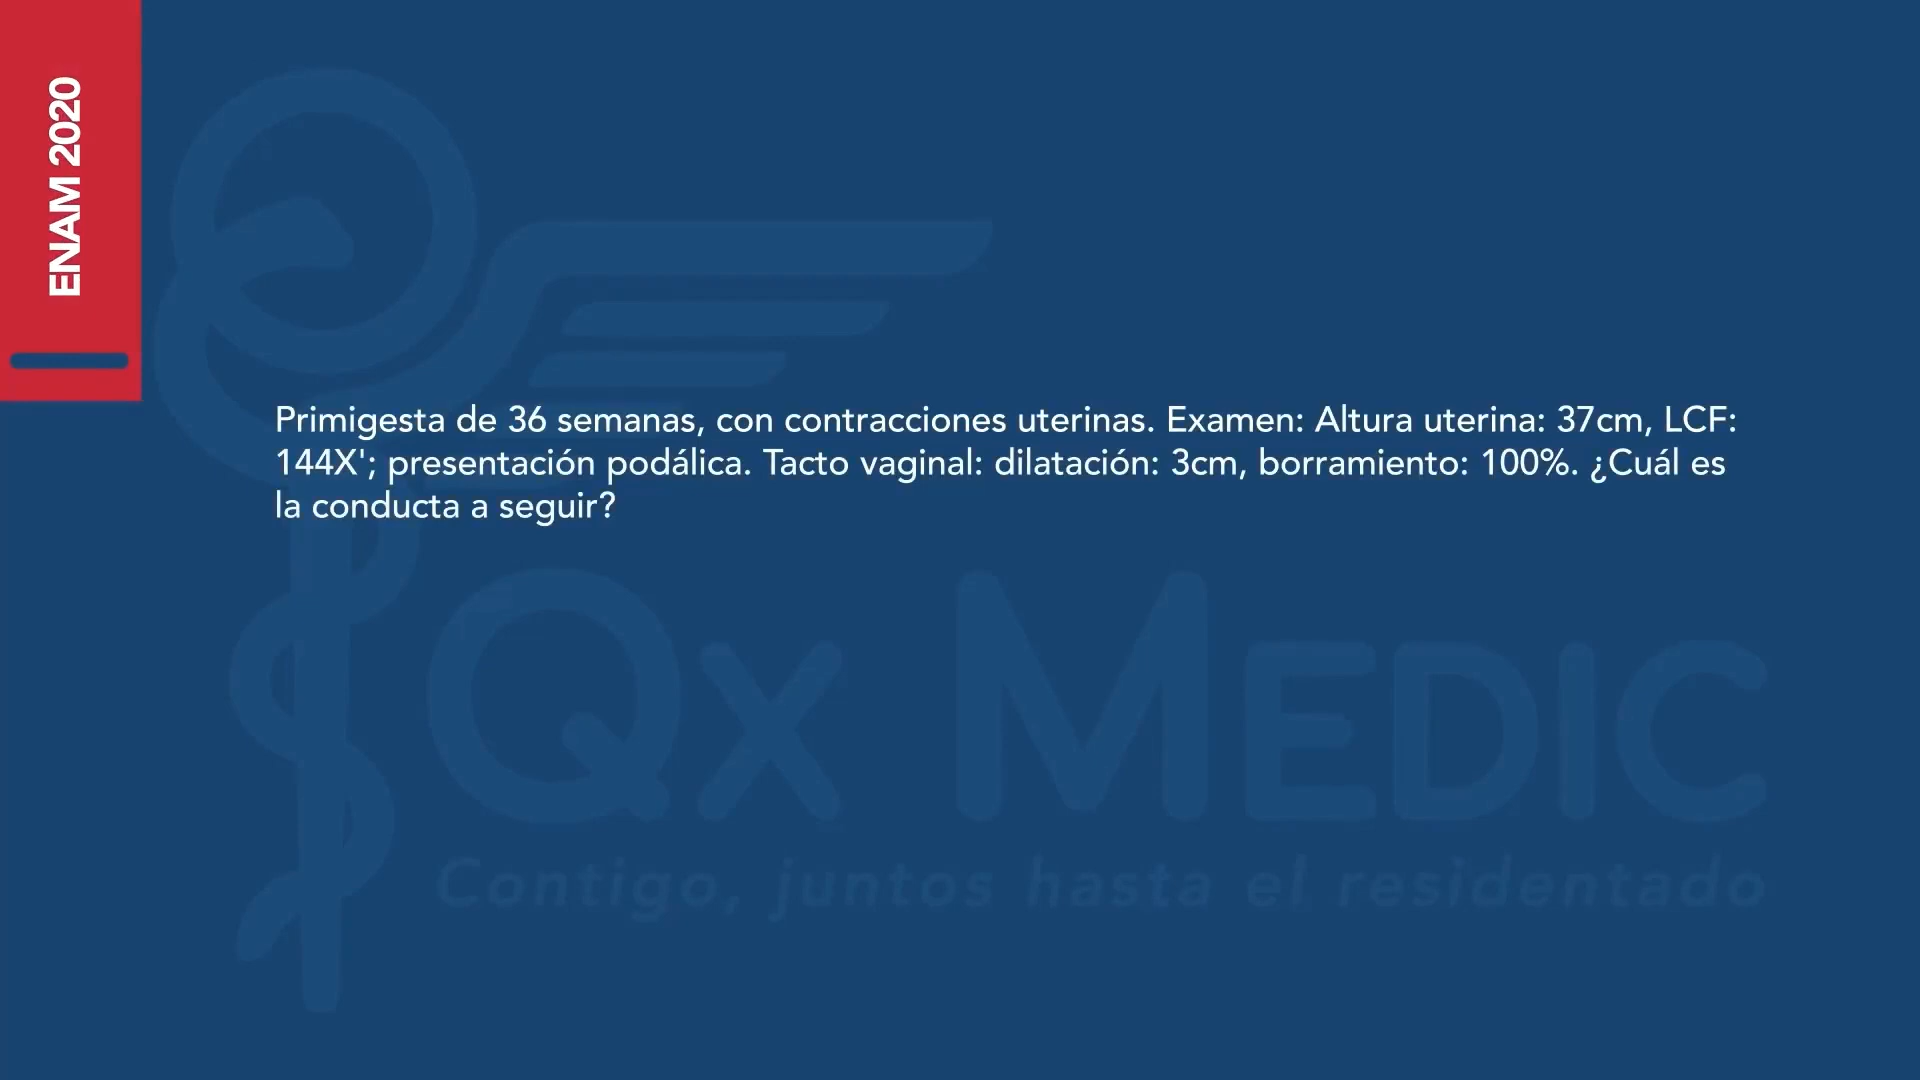 ENAM 2020
Primigesta de 36 semanas, con contracciones uterinas. Examen: Altura uterina: 37cm, LCF:
144X'; presentación podálica. Tacto vaginal: dilatación: 3cm, borramiento: 100%. ¿Cuál es
la conducta a seguir?
Qx MEDIC
Contigo, juntos hasta el residentado